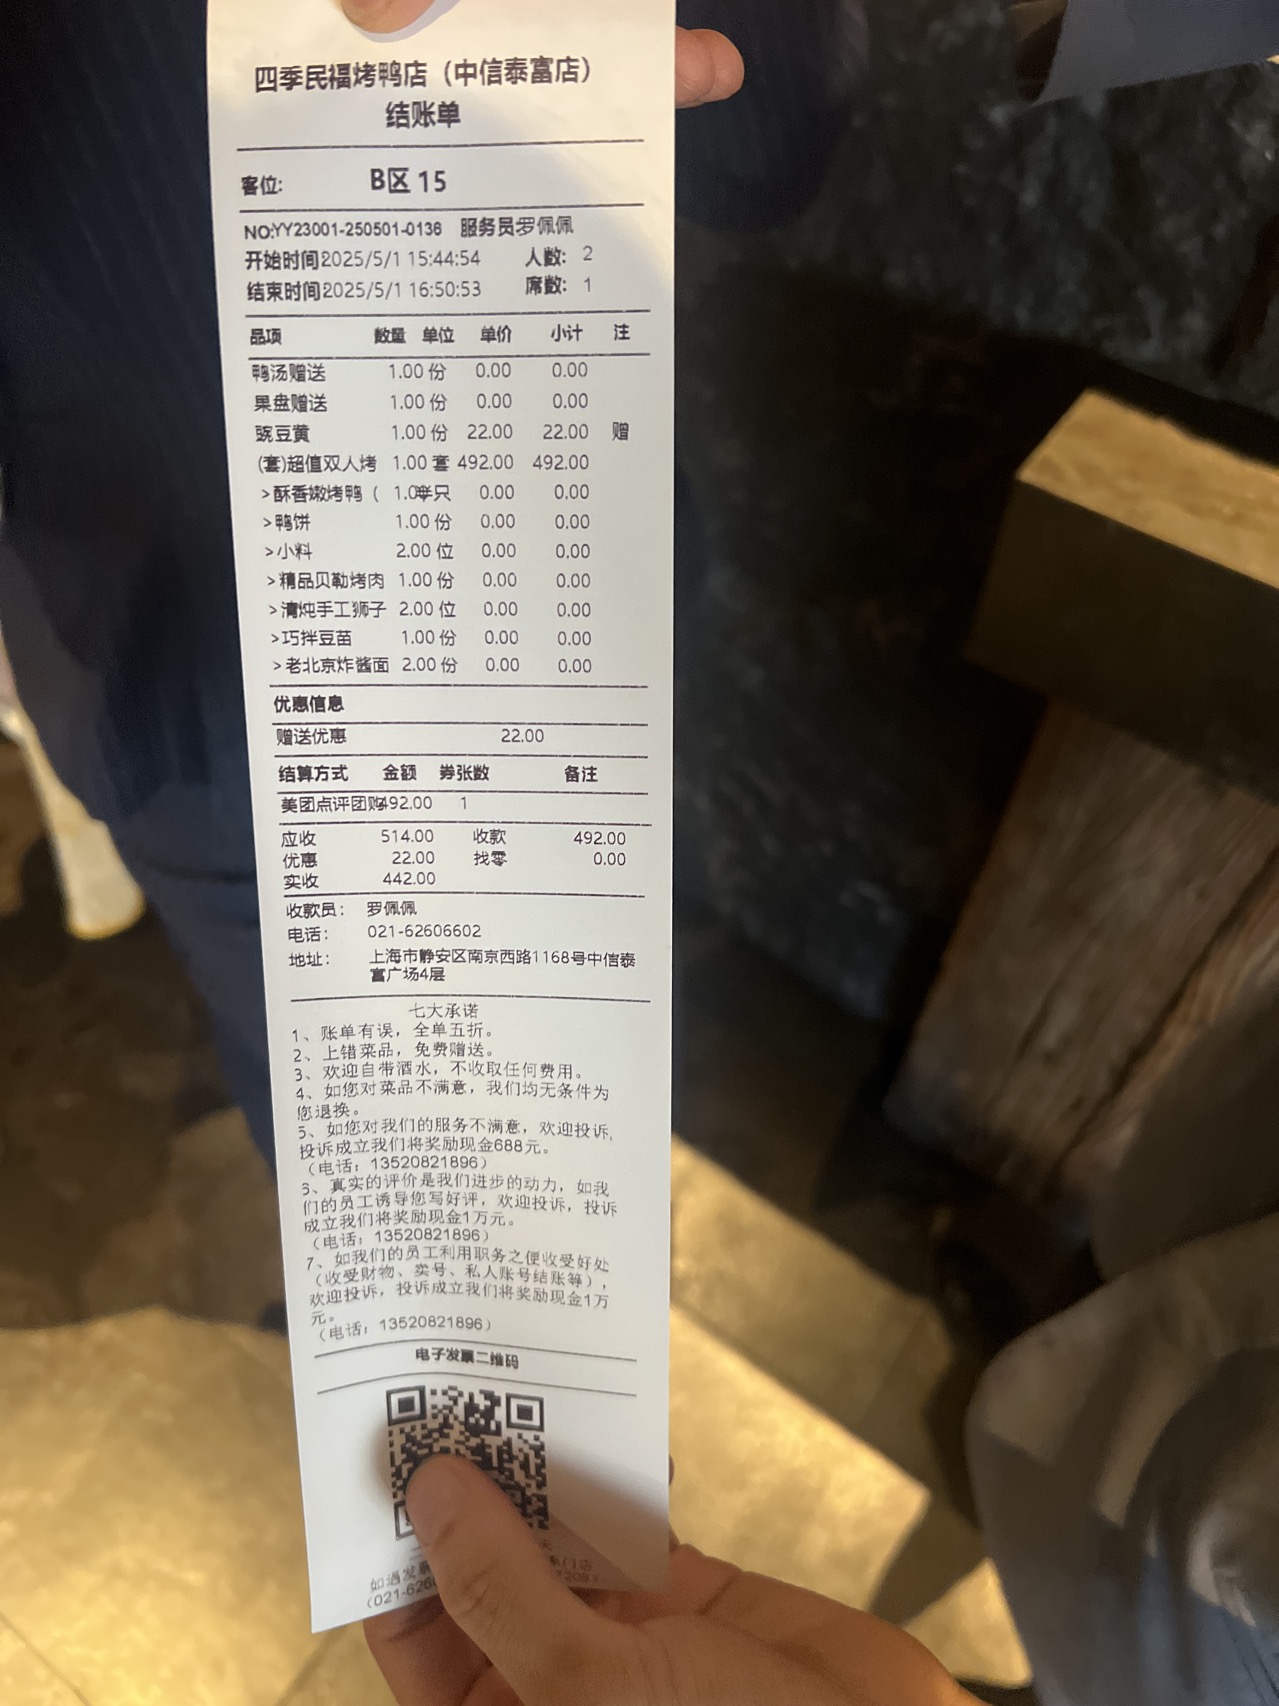 四季民福烤鸭店（中信泰富店）
结账单
客位: B区 15
NO:YY23001-250501-0136 服务员:罗佩佩
开始时间2025/5/1 15:44:54 人数: 2
结束时间2025/5/1 16:50:53 席数: 1
品项 数量 单位 单价 小计 注
鸭汤赠送 1.00 份 0.00 0.00
果盘赠送 1.00 份 0.00 0.00
豌豆黄 1.00 份 22.00 22.00 赠
(套)超值双人烤 1.00 套 492.00 492.00
>酥香嫩烤鸭（ 1.0半只 0.00 0.00
>鸭饼 1.00 份 0.00 0.00
>小料 2.00 位 0.00 0.00
>精品贝勒烤肉 1.00 份 0.00 0.00
>清炖手工狮子 2.00 位 0.00 0.00
>巧拌豆苗 1.00 份 0.00 0.00
>老北京炸酱面 2.00 份 0.00 0.00
优惠信息
赠送优惠 22.00
结算方式 金额 券张数 备注
美团点评团购492.00 1
应收 514.00 收款 492.00
优惠 22.00 找零 0.00
实收 442.00
收款员: 罗佩佩
电话: 021-62606602
地址: 上海市静安区南京西路1168号中信泰
富广场4层
七大承诺
1、账单有误，全单五折。
2、上错菜品，免费赠送。
3、欢迎自带酒水，不收取任何费用。
4、如您对菜品不满意，我们均无条件为
您退换。
5、如您对我们的服务不满意，欢迎投诉,
投诉成立我们将奖励现金688元。
（电话：13520821896）
3、真实的评价是我们进步的动力，如我
们的员工诱导您写好评，欢迎投诉，投诉
成立我们将奖励现金1万元。
（电话：13520821896）
7、如我们的员工利用职务之便收受好处
（收受财物、卖号、私人账号结账等），
欢迎投诉，投诉成立我们将奖励现金1万
元。
（电话：13520821896）
电子发票二维码
如遇发票
（021-626